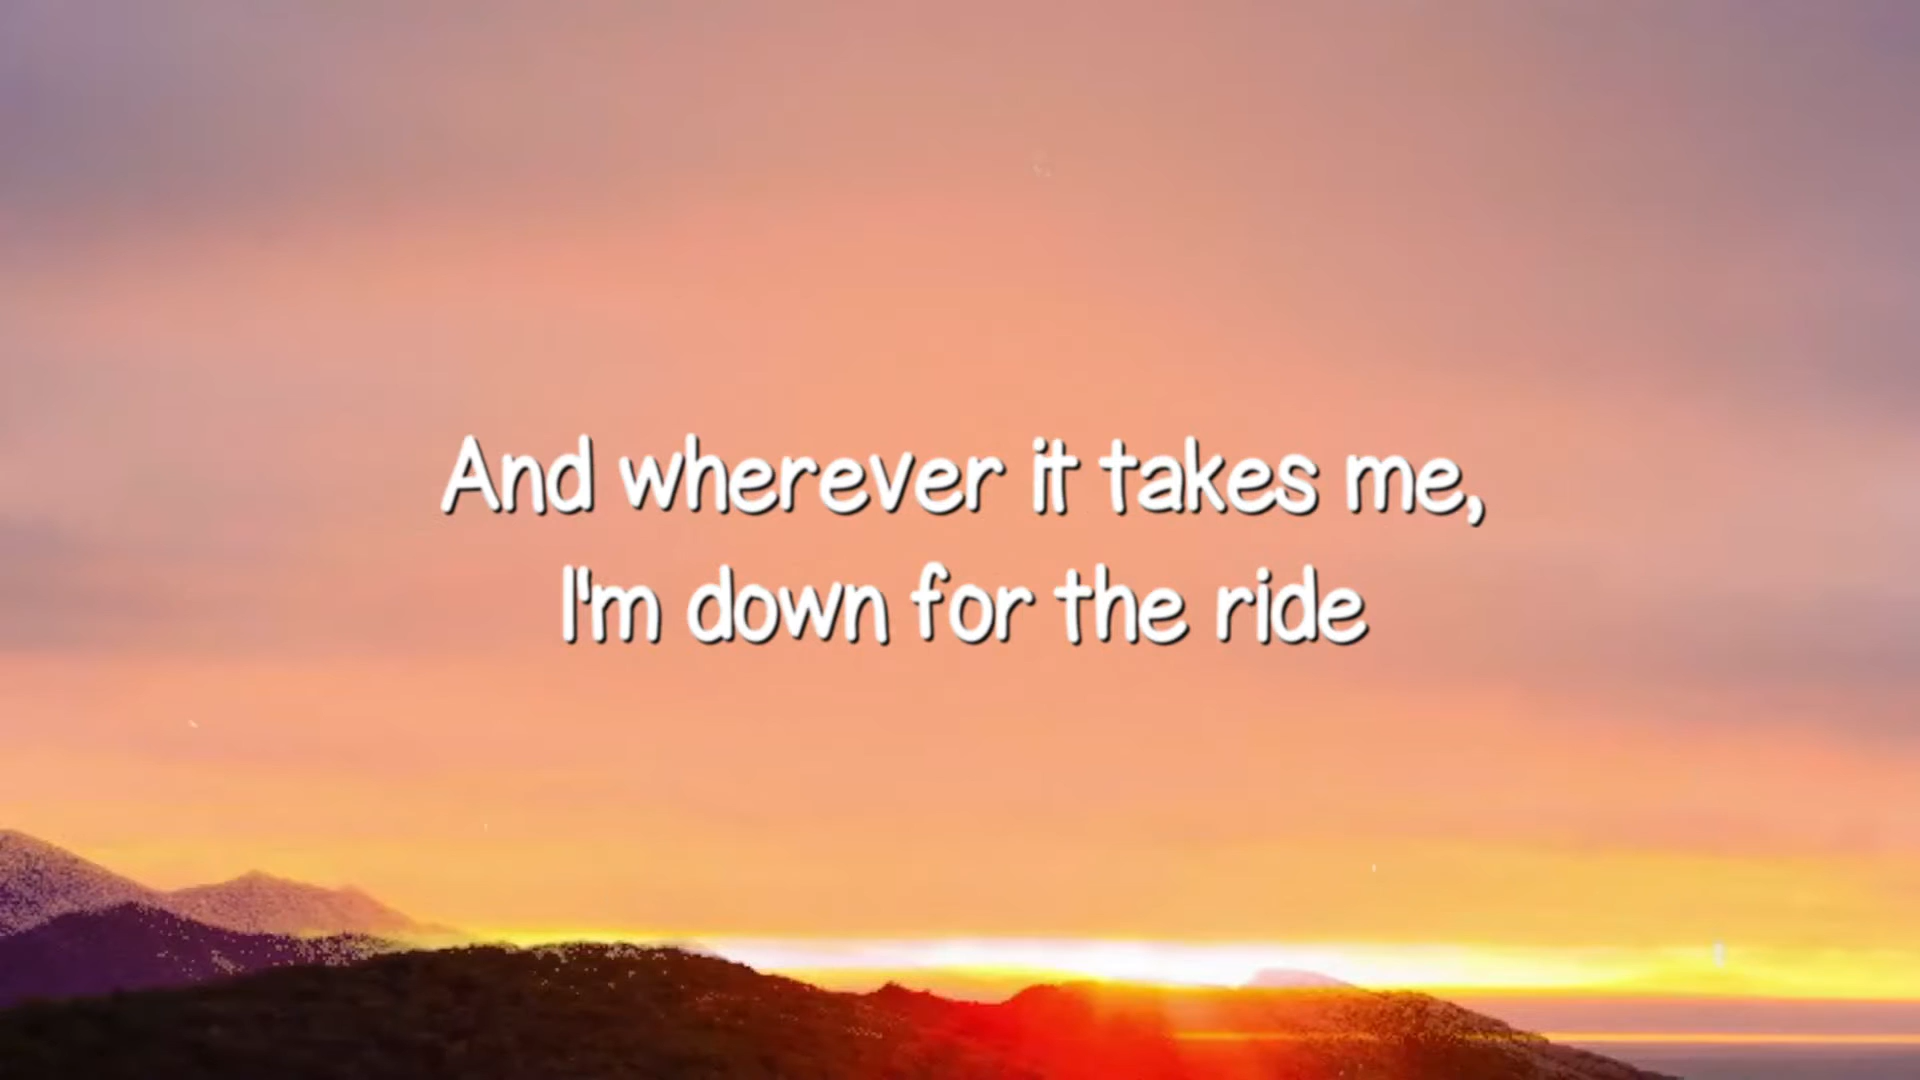 And wherever it takes me,
I'm down for the ride